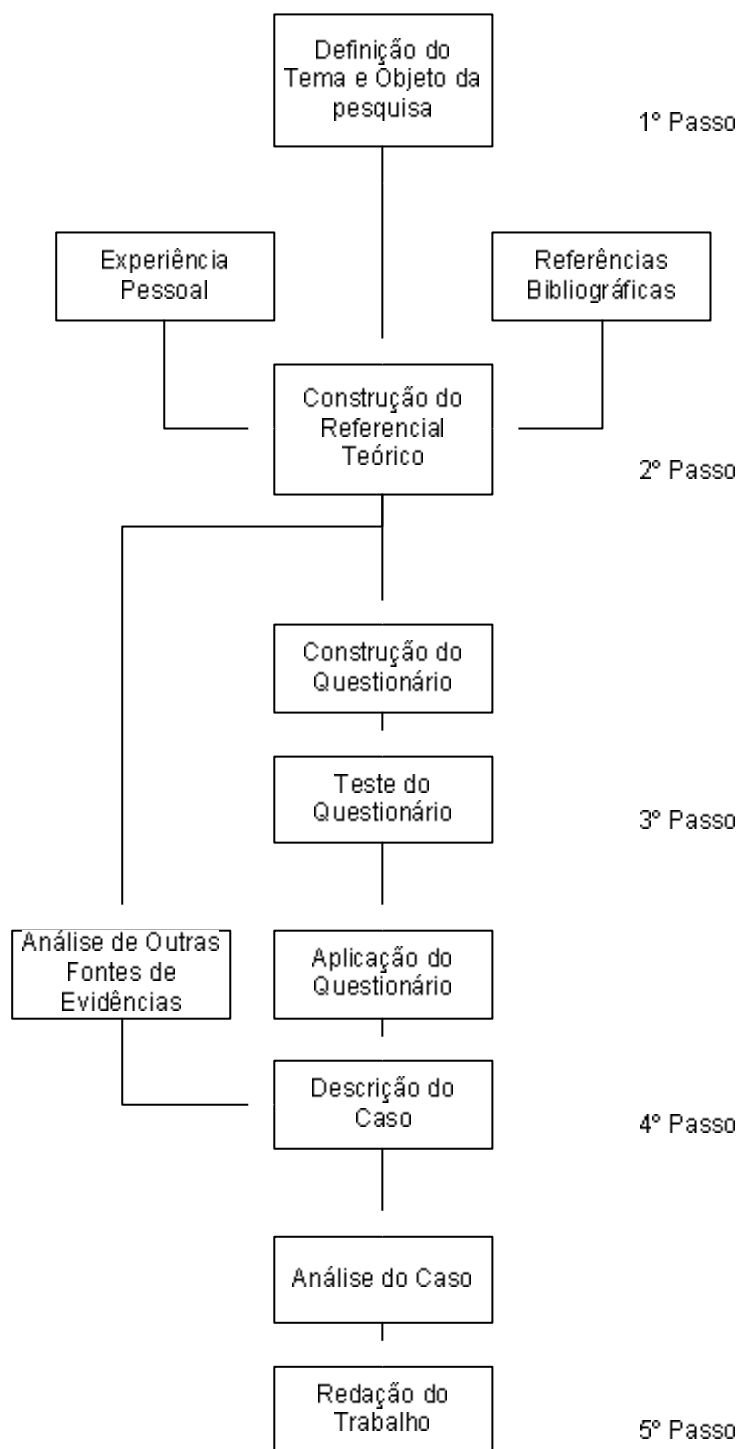 Definição do
Tema e Objeto da
pesquisa
1º Passo
Experiência
Pessoal
Referências
Bibliográficas
Construção do
Referencial
Teórico
2º Passo
Construção do
Questionário
Teste do
Questionário
3º Passo
Análise de Outras
Fontes de
Evidências
Aplicação do
Questionário
Descrição do
Caso
4º Passo
Análise do Caso
Redação do
Trabalho
5º Passo